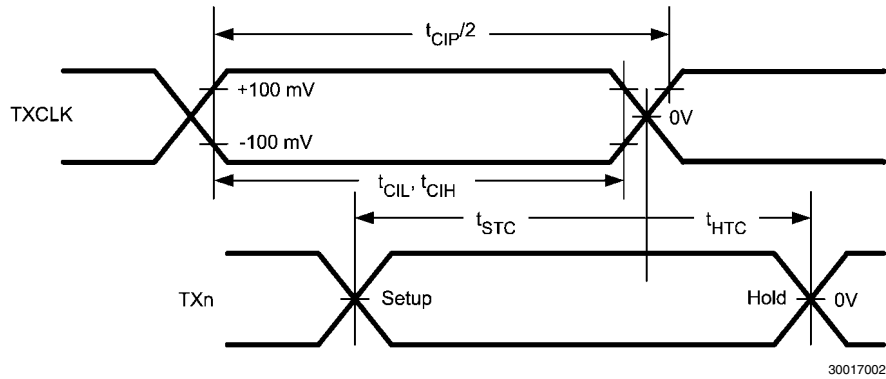 t_CIP/2
+100 mV
TXCLK
0V
-100 mV
t_CIL, t_CIH
t_STC
t_HTC
TXn
Setup
Hold
0V
30017002